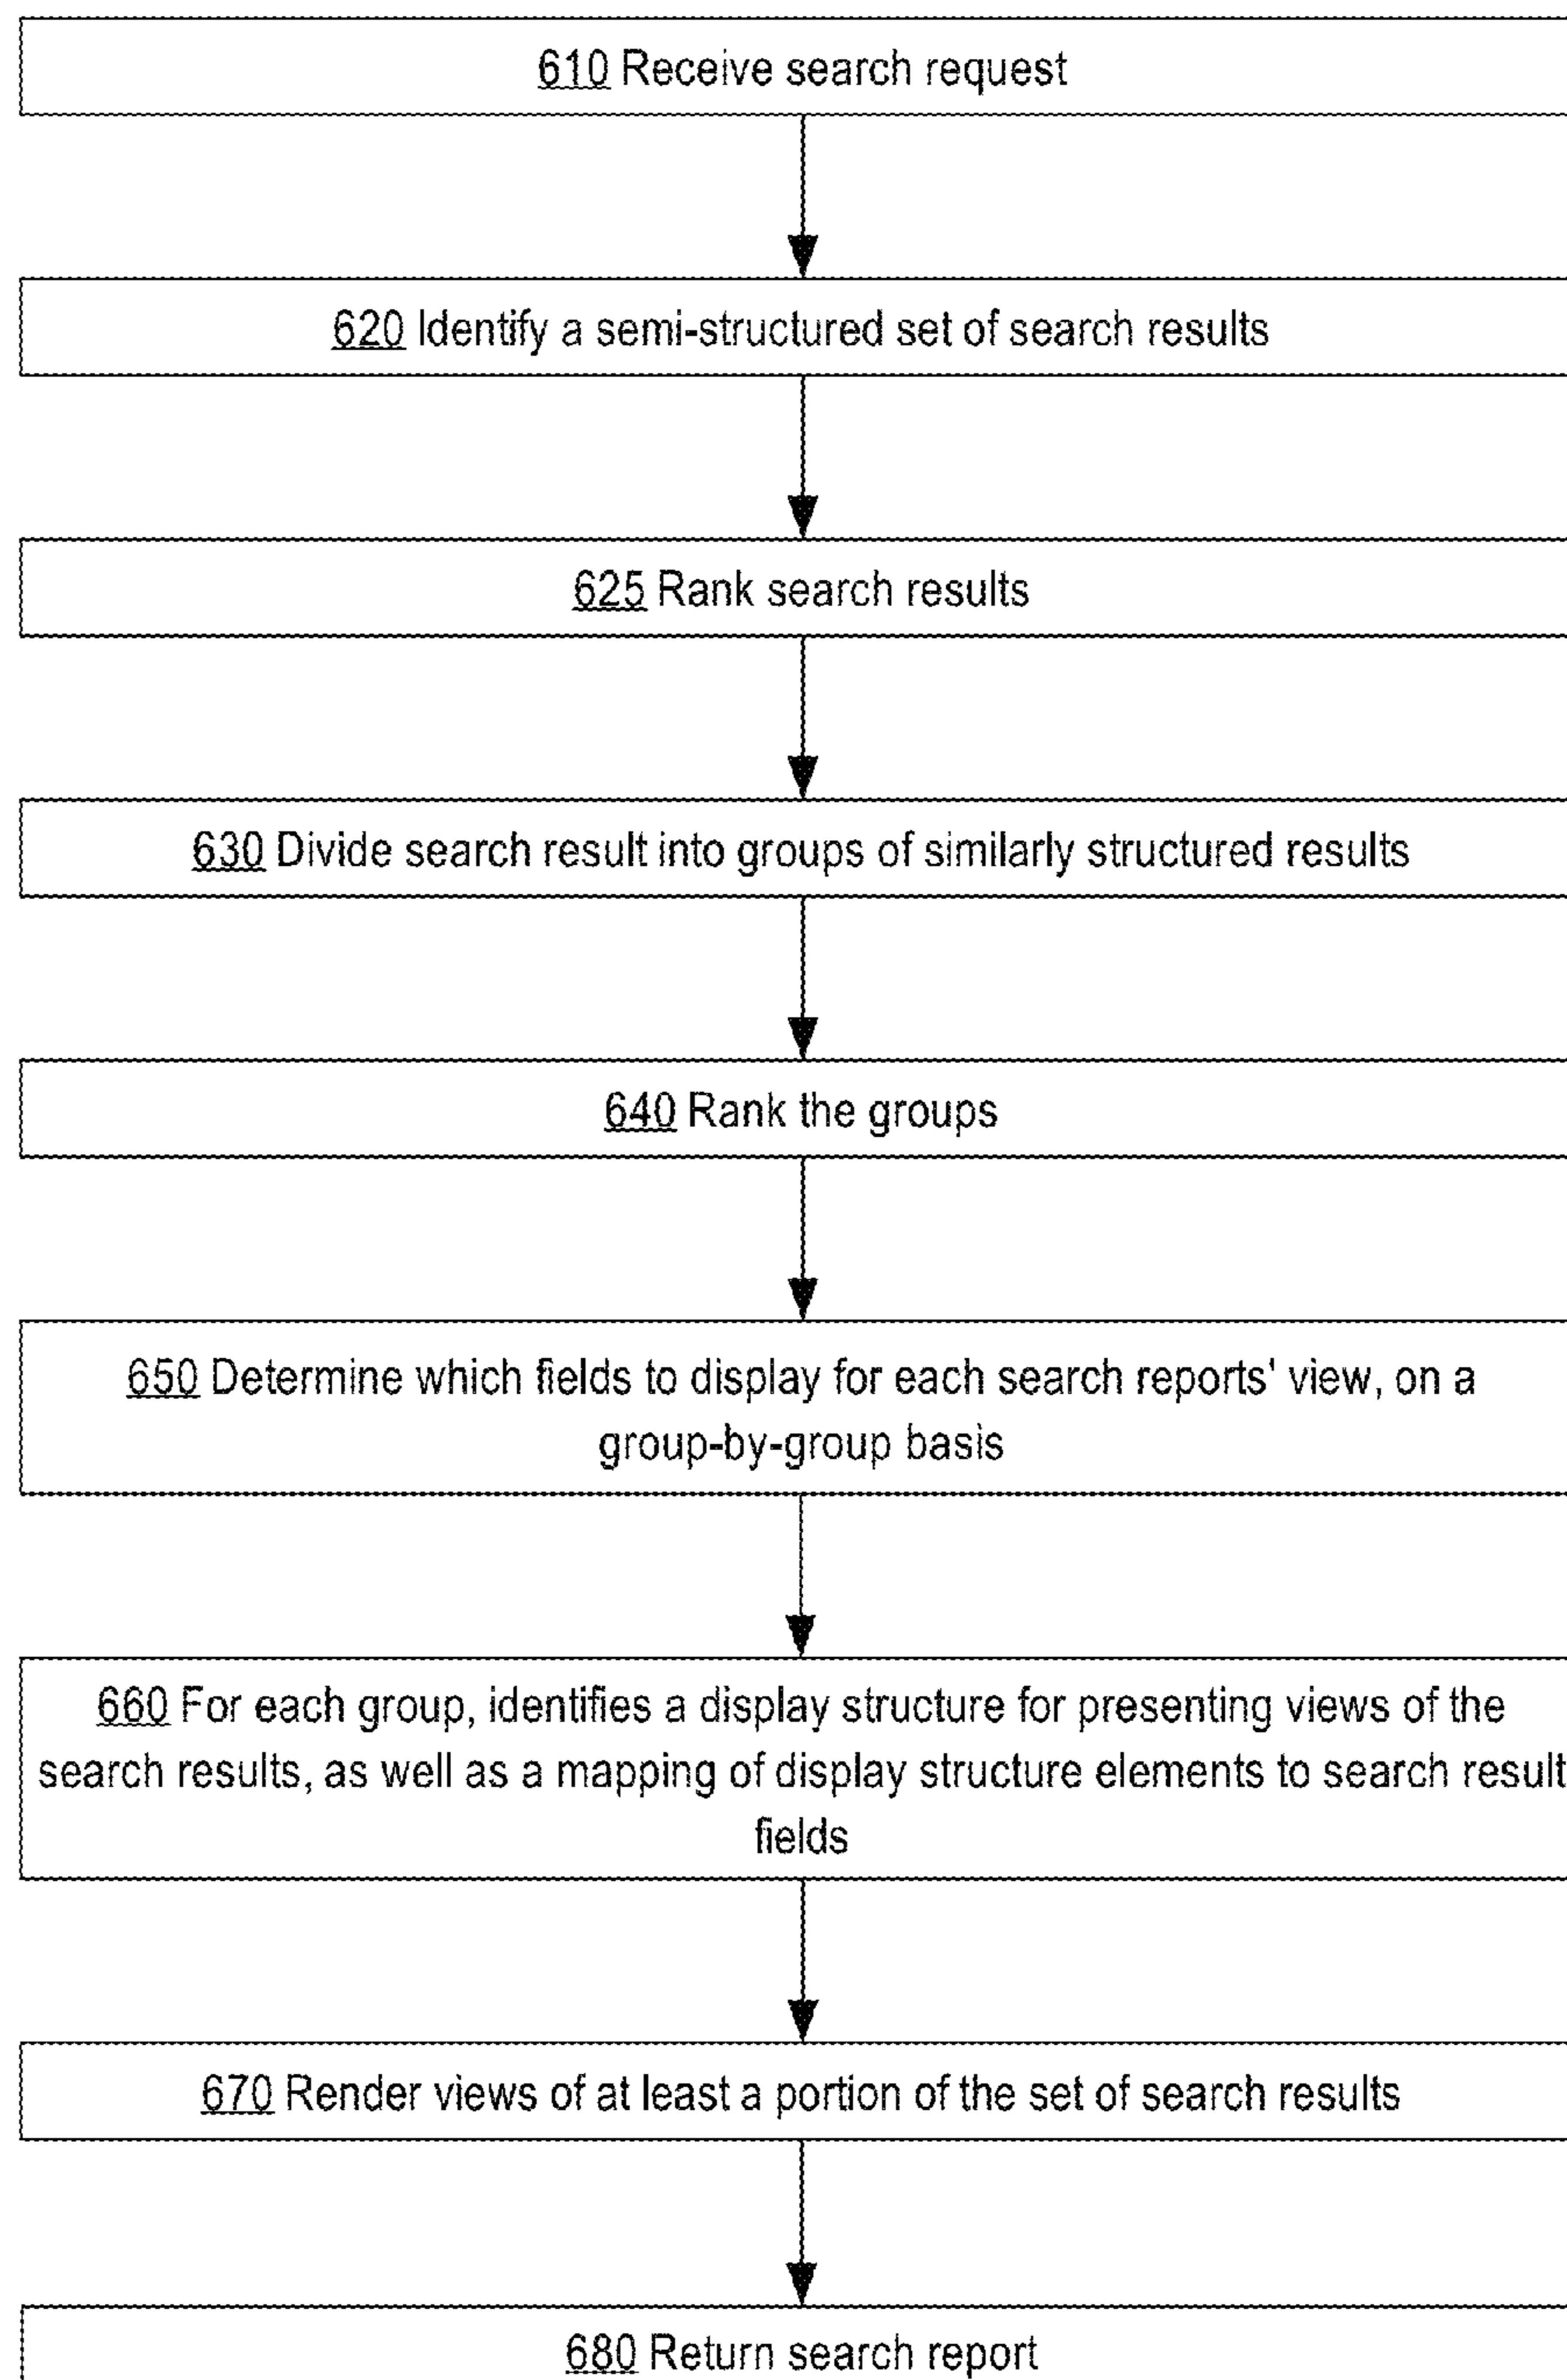 610 Receive search request
620 Identify a semi-structured set of search results
625 Rank search results
630 Divide search result into groups of similarly structured results
640 Rank the groups
650 Determine which fields to display for each search reports' view, on a
group-by-group basis
660 For each group, identifies a display structure for presenting views of the
search results, as well as a mapping of display structure elements to search result
fields
670 Render views of at least a portion of the set of search results
680 Return search report